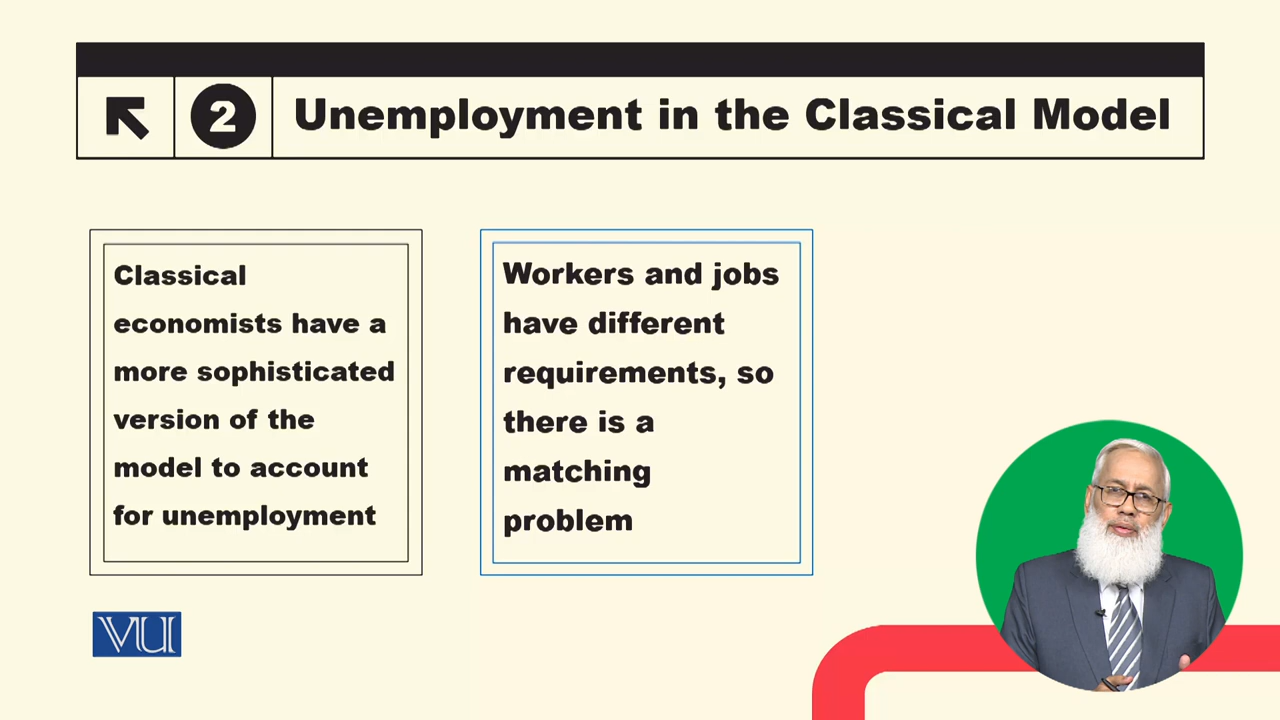 2
Unemployment in the Classical Model
Classical
economists have a
more sophisticated
version of the
model to account
for unemployment
Workers and jobs
have different
requirements, so
there is a
matching
problem
VU